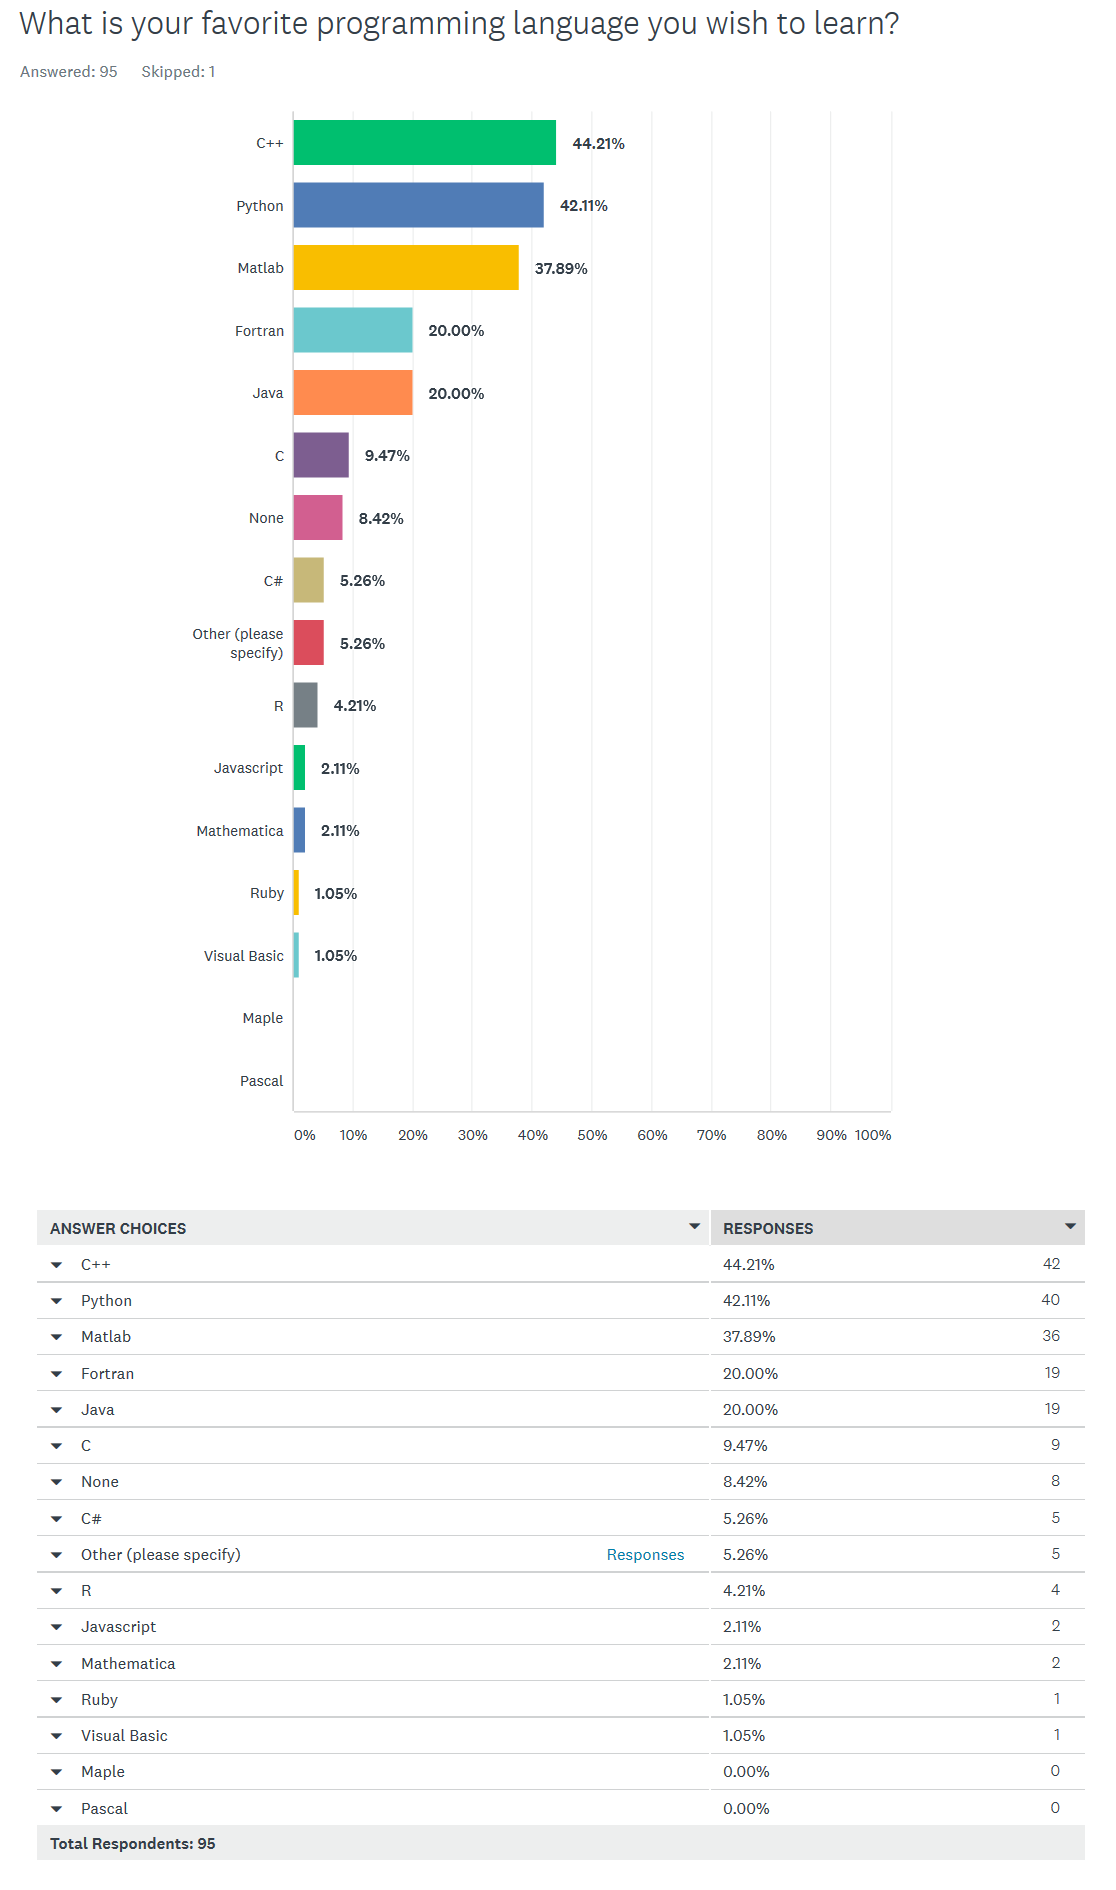 What is your favorite programming language you wish to learn?
Answered: 95 Skipped: 1
C++ 44.21%
Python 42.11%
Matlab 37.89%
Fortran 20.00%
Java 20.00%
C 9.47%
None 8.42%
C# 5.26%
Other (please
specify) 5.26%
R 4.21%
Javascript 2.11%
Mathematica 2.11%
Ruby 1.05%
Visual Basic 1.05%
Maple
Pascal
0% 10% 20% 30% 40% 50% 60% 70% 80% 90% 100%
ANSWER CHOICES RESPONSES
C++ 44.21% 42
Python 42.11% 40
Matlab 37.89% 36
Fortran 20.00% 19
Java 20.00% 19
C 9.47% 9
None 8.42% 8
C# 5.26% 5
Other (please specify) Responses 5.26% 5
R 4.21% 4
Javascript 2.11% 2
Mathematica 2.11% 2
Ruby 1.05% 1
Visual Basic 1.05% 1
Maple 0.00% 0
Pascal 0.00% 0
Total Respondents: 95